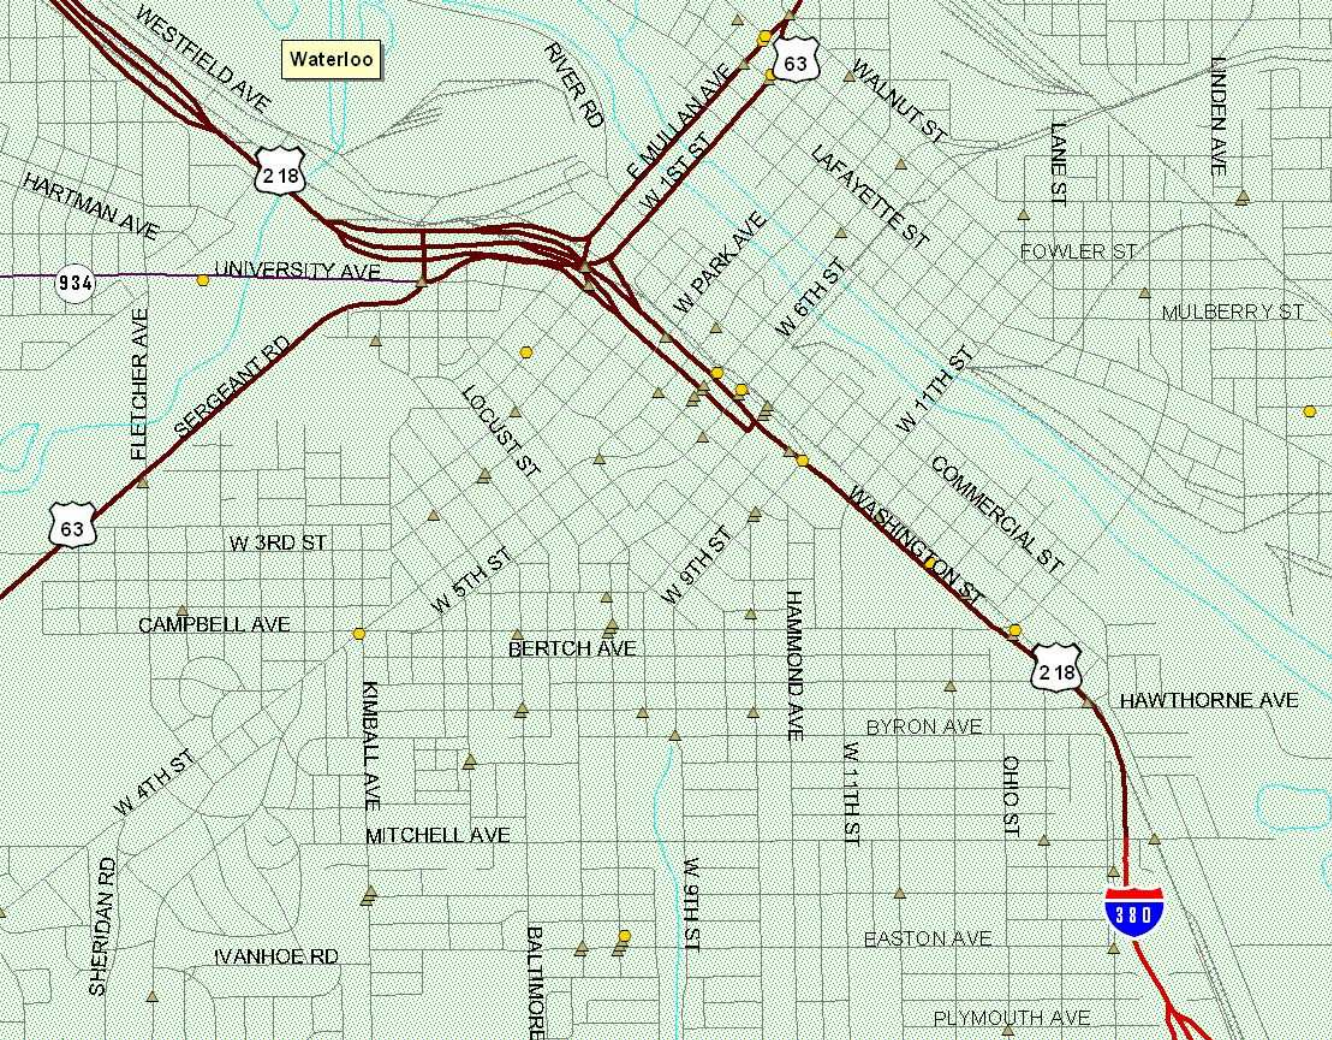 WESTFIELD AVE
Waterloo
RIVER RD
63
E MULLAN AVE
W 1ST ST
WALNUT ST
LINDEN AVE
LANE ST
LAFAYETTE ST
218
HARTMAN AVE
W PARK AVE
FOWLER ST
UNIVERSITY AVE
934
W 6TH ST
MULBERRY ST
FLETCHER AVE
SERGEANT RD
LOCUST ST
W 11TH ST
COMMERCIAL ST
63
W 3RD ST
W 5TH ST
W 9TH ST
WASHINGTON ST
CAMPBELL AVE
BERTCH AVE
HAMMOND AVE
218
HAWTHORNE AVE
KIMBALL AVE
BYRON AVE
W 4TH ST
W 11TH ST
OHIO ST
MITCHELL AVE
SHERIDAN RD
W 9TH ST
380
IVANHOE RD
BALTIMORE
EASTON AVE
PLYMOUTH AVE